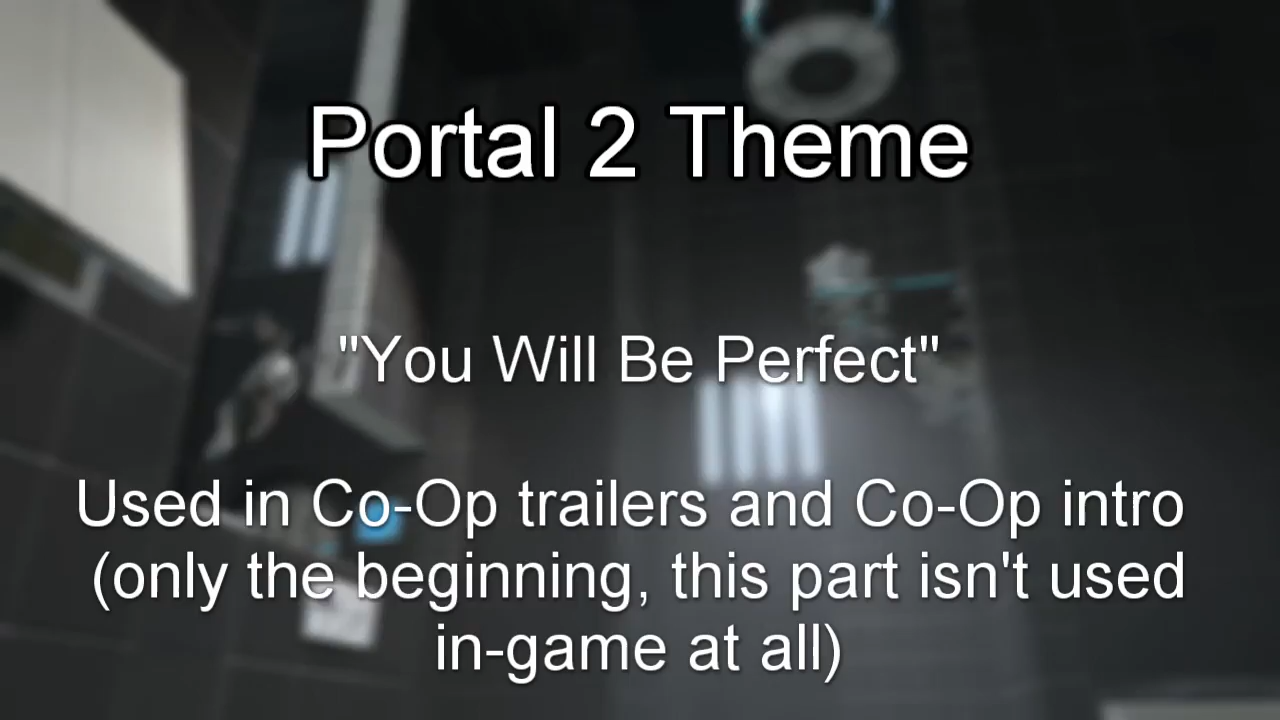 Portal 2 Theme
"You Will Be Perfect"
Used in Co-Op trailers and Co-Op intro
(only the beginning, this part isn't used
in-game at all)